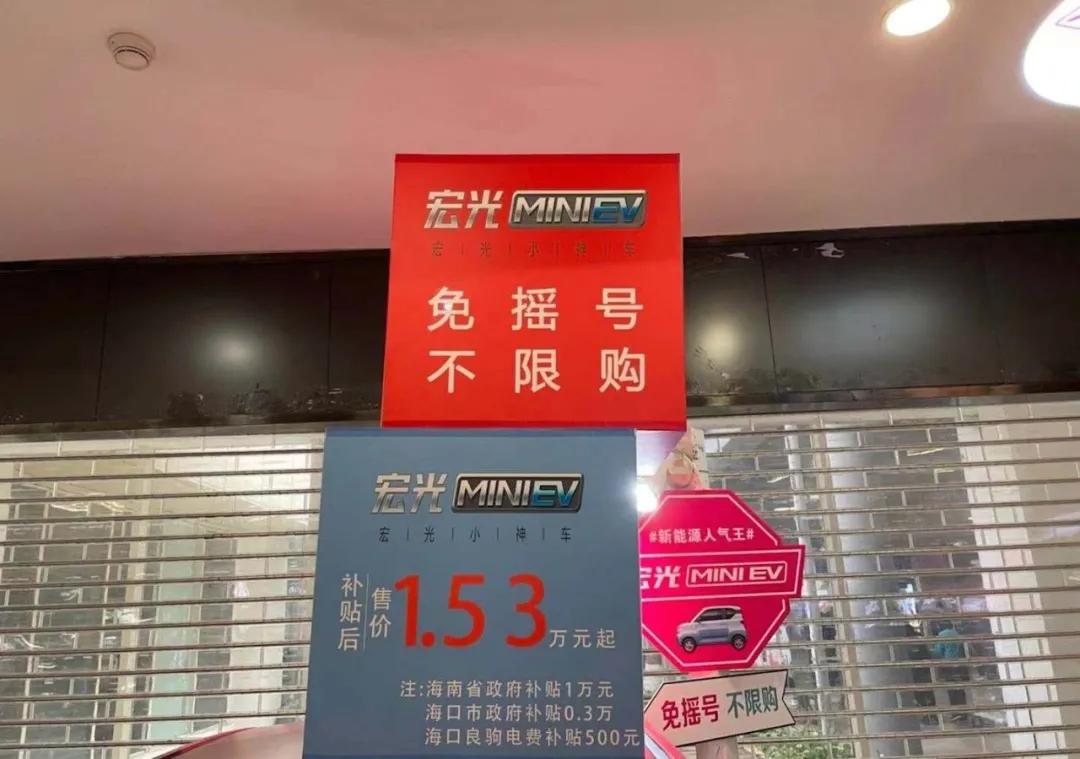 宏光 MINIEV
宏|光|小|神|车
免摇号
不限购
宏光 MINIEV
宏|光|小|神|车
补贴后
售价
1.53万元起
注:海南省政府补贴1万元
海口市政府补贴0.3万
海口良驹电费补贴500元
#新能源人气王#
宏光 MINI EV
免摇号 不限购